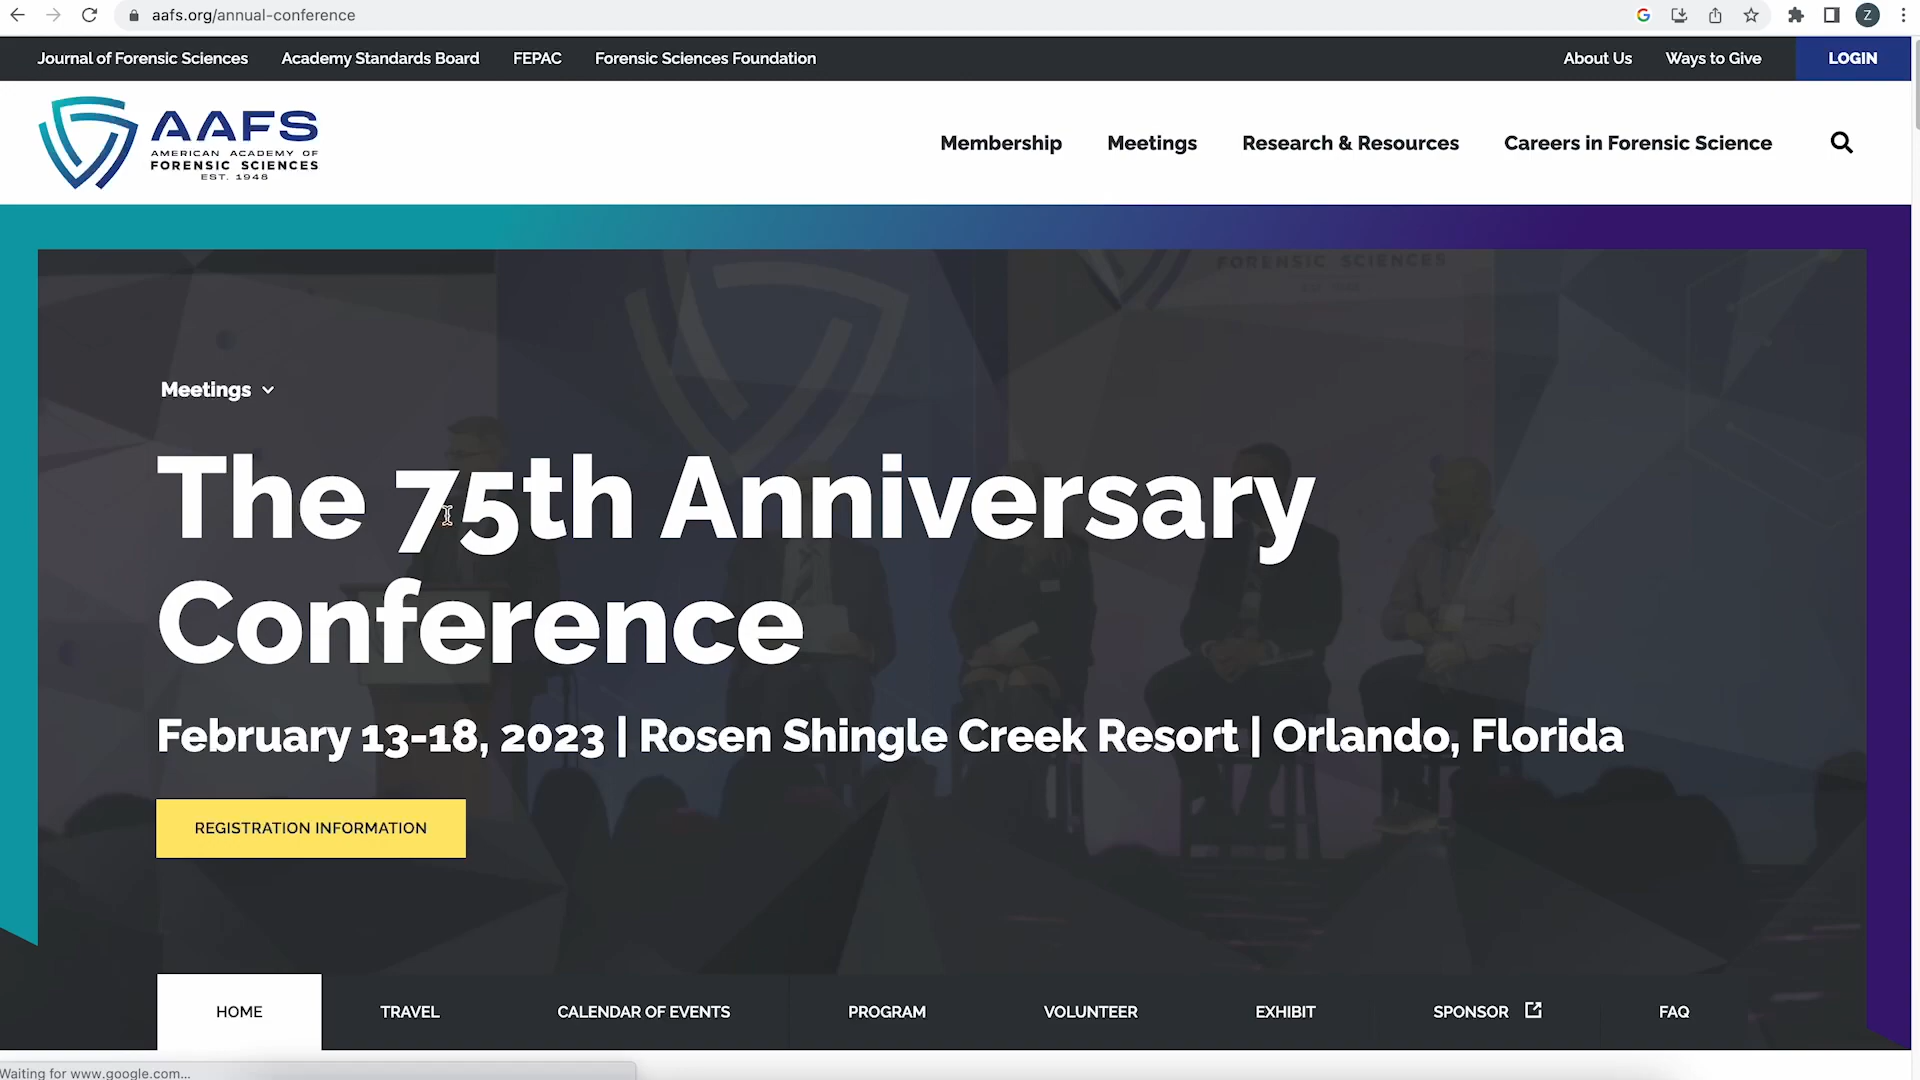 aafs.org/annual-conference
Z
Journal of Forensic Sciences
Academy Standards Board
FEPAC
Forensic Sciences Foundation
About Us
Ways to Give
LOGIN
AAFS
AMERICAN ACADEMY OF
FORENSIC SCIENCES
EST. 1948
Membership
Meetings
Research & Resources
Careers in Forensic Science
FORENSIC SCIENCES
Meetings
The 75th Anniversary
Conference
February 13-18, 2023 | Rosen Shingle Creek Resort | Orlando, Florida
REGISTRATION INFORMATION
HOME
TRAVEL
CALENDAR OF EVENTS
PROGRAM
VOLUNTEER
EXHIBIT
SPONSOR
FAQ
Waiting for www.google.com...